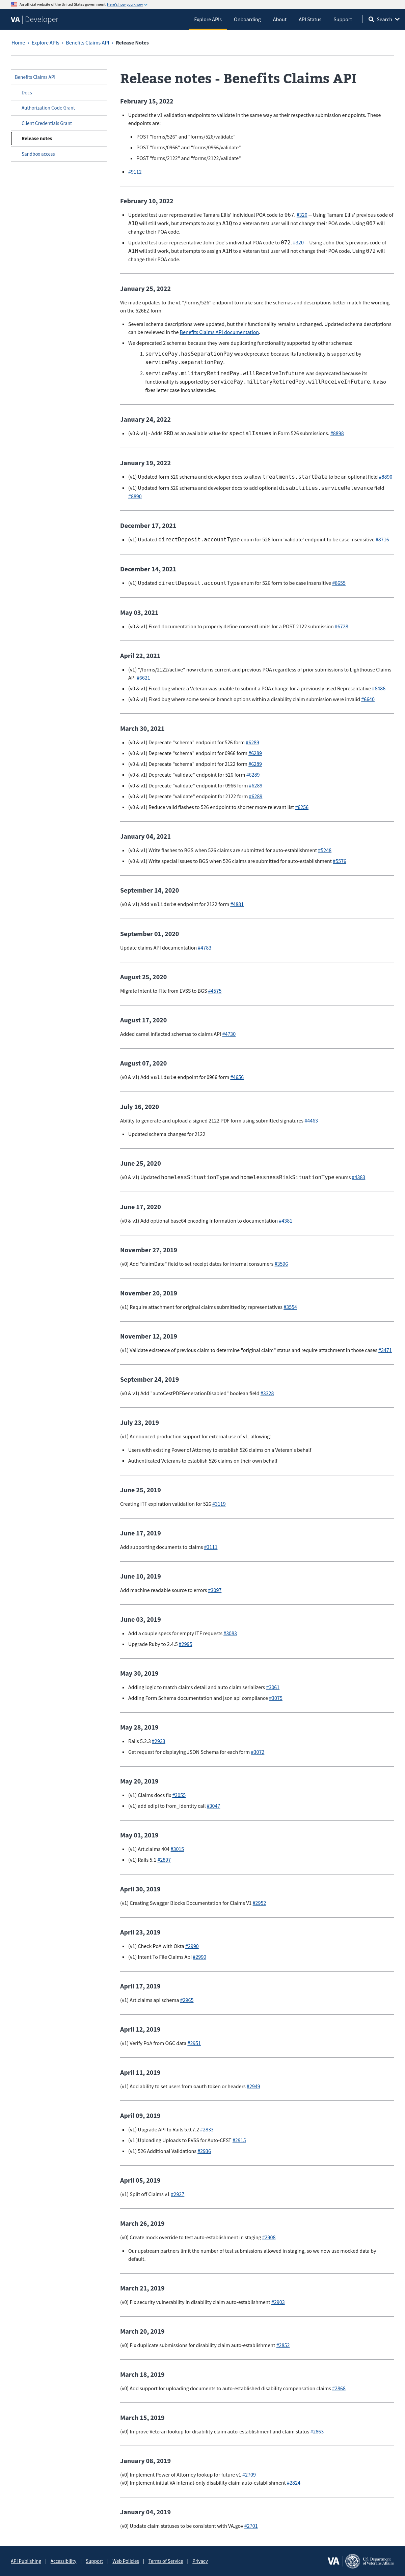 An official website of the United States government Here's how you know
VA | Developer
Explore APIs
Onboarding
About
API Status
Support
Search
Home › Explore APIs › Benefits Claims API › Release Notes
Benefits Claims API
Docs
Authorization Code Grant
Client Credentials Grant
Release notes
Sandbox access
Release notes - Benefits Claims API
February 15, 2022
Updated the v1 validation endpoints to validate in the same way as their respective submission endpoints. These endpoints are:
POST "forms/526" and "forms/526/validate"
POST "forms/0966" and "forms/0966/validate"
POST "forms/2122" and "forms/2122/validate"
#9112
February 10, 2022
Updated test user representative Tamara Ellis' individual POA code to 067. #320 -- Using Tamara Ellis' previous code of
A1Q will still work, but attempts to assign A1Q to a Veteran test user will not change their POA code. Using 067 will
change their POA code.
Updated test user representative John Doe's individual POA code to 072. #320 -- Using John Doe's previous code of
A1H will still work, but attempts to assign A1H to a Veteran test user will not change their POA code. Using 072 will
change their POA code.
January 25, 2022
We made updates to the v1 "/forms/526" endpoint to make sure the schemas and descriptions better match the wording
on the 526EZ form:
Several schema descriptions were updated, but their functionality remains unchanged. Updated schema descriptions
can be reviewed in the Benefits Claims API documentation.
We deprecated 2 schemas because they were duplicating functionality supported by other schemas.
1. servicePay.hasSeparationPay was deprecated because its functionality is supported by
servicePay.separationPay.
2. servicePay.militaryRetiredPay.willReceiveInfuture was deprecated because its
functionality is supported by servicePay.militaryRetiredPay.willReceiveInFuture. It also
fixes letter case inconsistencies.
January 24, 2022
(v0 & v1) - Adds RRD as an available value for specialIssues in Form 526 submissions. #8898
January 19, 2022
(v1) Updated form 526 schema and developer docs to allow treatments.startDate to be an optional field #8890
(v1) Updated form 526 schema and developer docs to add optional disabilities.serviceRelevance field
#8890
December 17, 2021
(v1) Updated directDeposit.accountType enum for 526 form 'validate' endpoint to be case insensitive #8716
December 14, 2021
(v1) Updated directDeposit.accountType enum for 526 form to be case insensitive #8655
May 03, 2021
(v0 & v1) Fixed documentation to properly define consentLimits for a POST 2122 submission #6728
April 22, 2021
(v1) "/forms/2122/active" now returns current and previous POA regardless of prior submissions to Lighthouse Claims
API #6621
(v0 & v1) Fixed bug where a Veteran was unable to submit a POA change for a previously used Representative #6486
(v0 & v1) Fixed bug where some service branch options within a disability claim submission were invalid #6640
March 30, 2021
(v0 & v1) Deprecate "schema" endpoint for 526 form #6289
(v0 & v1) Deprecate "schema" endpoint for 0966 form #6289
(v0 & v1) Deprecate "schema" endpoint for 2122 form #6289
(v0 & v1) Deprecate "validate" endpoint for 526 form #6289
(v0 & v1) Deprecate "validate" endpoint for 0966 form #6289
(v0 & v1) Deprecate "validate" endpoint for 2122 form #6289
(v0 & v1) Reduce valid flashes to 526 endpoint to shorter more relevant list #6256
January 04, 2021
(v0 & v1) Write flashes to BGS when 526 claims are submitted for auto-establishment #5248
(v0 & v1) Write special issues to BGS when 526 claims are submitted for auto-establishment #5576
September 14, 2020
(v0 & v1) Add validate endpoint for 2122 form #4881
September 01, 2020
Update claims API documentation #4783
August 25, 2020
Migrate Intent to File from EVSS to BGS #4575
August 17, 2020
Added camel inflected schemas to claims API #4730
August 07, 2020
(v0 & v1) Add validate endpoint for 0966 form #4656
July 16, 2020
Ability to generate and upload a signed 2122 PDF form using submitted signatures #4463
Updated schema changes for 2122
June 25, 2020
(v0 & v1) Updated homelessSituationType and homelessnessRiskSituationType enums #4383
June 17, 2020
(v0 & v1) Add optional base64 encoding information to documentation #4381
November 27, 2019
(v0) Add "claimDate" field to set receipt dates for internal consumers #3596
November 20, 2019
(v1) Require attachment for original claims submitted by representatives #3554
November 12, 2019
(v1) Validate existence of previous claim to determine "original claim" status and require attachment in those cases #3471
September 24, 2019
(v0 & v1) Add "autoCestPDFGenerationDisabled" boolean field #3328
July 23, 2019
(v1) Announced production support for external use of v1, allowing:
Users with existing Power of Attorney to establish 526 claims on a Veteran's behalf
Authenticated Veterans to establish 526 claims on their own behalf
June 25, 2019
Creating ITF expiration validation for 526 #3119
June 17, 2019
Add supporting documents to claims #3111
June 10, 2019
Add machine readable source to errors #3097
June 03, 2019
Add a couple specs for empty ITF requests #3083
Upgrade Ruby to 2.4.5 #2995
May 30, 2019
Adding logic to match claims detail and auto claim serializers #3061
Adding Form Schema documentation and json api compliance #3075
May 28, 2019
Rails 5.2.3 #2933
Get request for displaying JSON Schema for each form #3072
May 20, 2019
(v1) Claims docs fix #3055
(v1) add edipi to from_identity call #3047
May 01, 2019
(v1) Art.claims 404 #3015
(v1) Rails 5.1 #2897
April 30, 2019
(v1) Creating Swagger Blocks Documentation for Claims V1 #2952
April 23, 2019
(v1) Check PoA with Okta #2990
(v1) Intent To File Claims Api #2990
April 17, 2019
(v1) Art.claims api schema #2965
April 12, 2019
(v1) Verify PoA from OGC data #2951
April 11, 2019
(v1) Add ability to set users from oauth token or headers #2949
April 09, 2019
(v1) Upgrade API to Rails 5.0.7.2 #2833
(v1 )Uploading Uploads to EVSS for Auto-CEST #2915
(v1) 526 Additional Validations #2936
April 05, 2019
(v1) Split off Claims v1 #2927
March 26, 2019
(v0) Create mock override to test auto-establishment in staging #2908
Our upstream partners limit the number of test submissions allowed in staging, so we now use mocked data by
default.
March 21, 2019
(v0) Fix security vulnerability in disability claim auto-establishment #2903
March 20, 2019
(v0) Fix duplicate submissions for disability claim auto-establishment #2852
March 18, 2019
(v0) Add support for uploading documents to auto-established disability compensation claims #2868
March 15, 2019
(v0) Improve Veteran lookup for disability claim auto-establishment and claim status #2863
January 08, 2019
(v0) Implement Power of Attorney lookup for future v1 #2709
(v0) Implement initial VA internal-only disability claim auto-establishment #2824
January 04, 2019
(v0) Update claim statuses to be consistent with VA.gov #2701
API Publishing | Accessibility | Support | Web Policies | Terms of Service | Privacy
VA | U.S. Department of Veterans Affairs